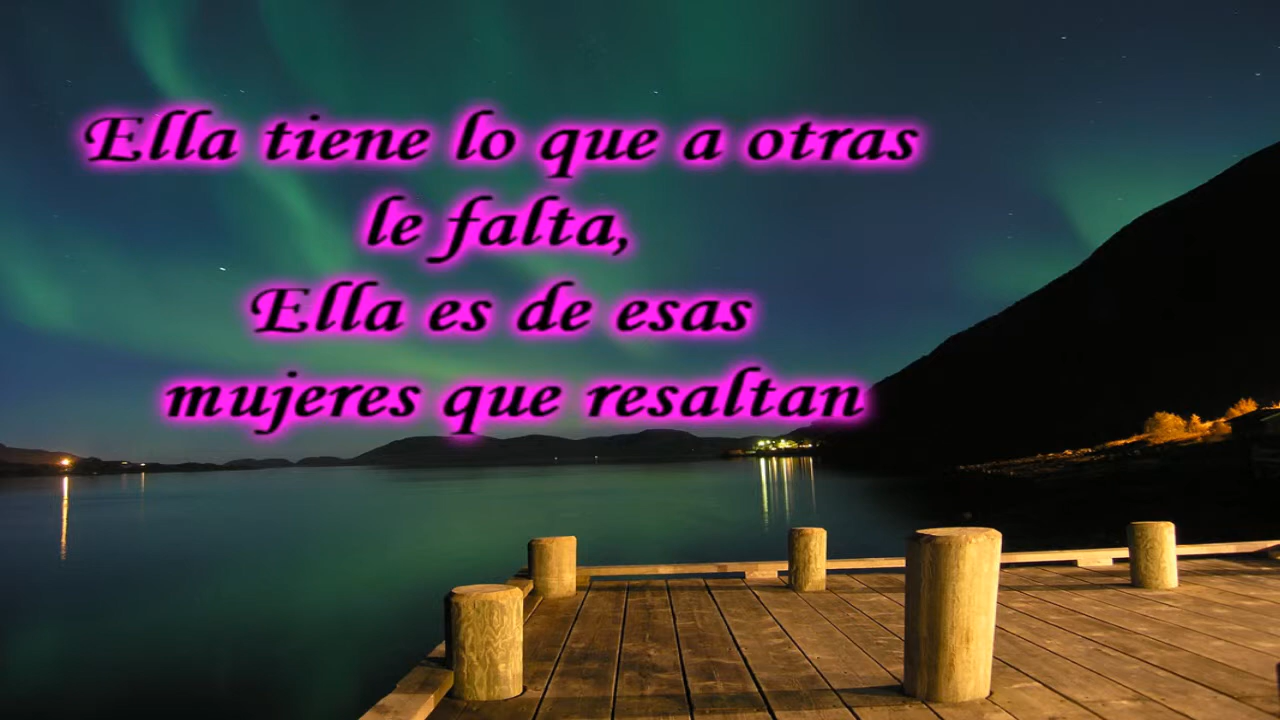 Ella tiene lo que a otras
le falta,
Ella es de esas
mujeres que resaltan